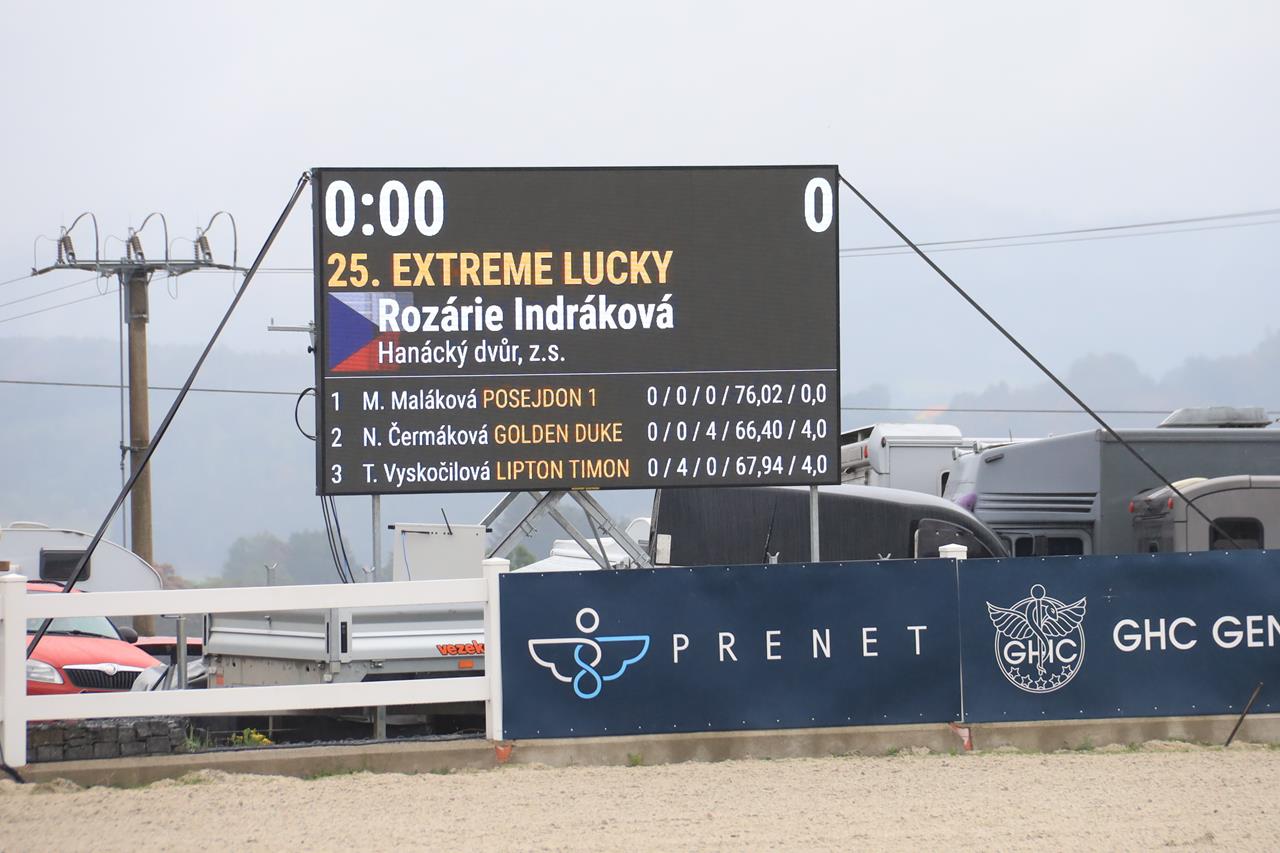 0:00 0
25. EXTREME LUCKY
Rozárie Indráková
Hanácký dvůr, z.s.
1 M. Maláková POSEJDON 1 0 / 0 / 0 / 76,02 / 0,0
2 N. Čermáková GOLDEN DUKE 0 / 0 / 4 / 66,40 / 4,0
3 T. Vyskočilová LIPTON TIMON 0 / 4 / 0 / 67,94 / 4,0
vezek
PRENET
GHC
GHC GEN